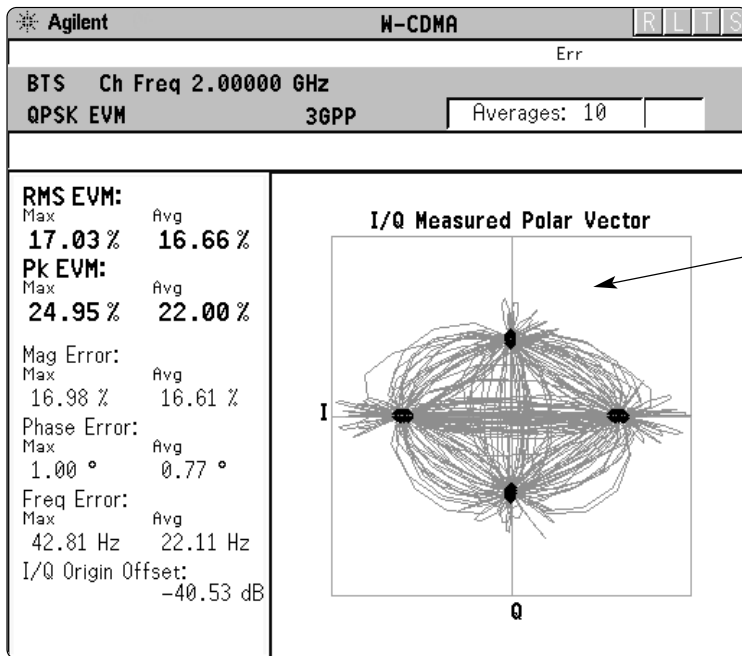 Agilent W-CDMA R L T S
Err
BTS Ch Freq 2.00000 GHz
QPSK EVM 3GPP Averages: 10
RMS EVM:
Max Avg
17.03 % 16.66 %
Pk EVM:
Max Avg
24.95 % 22.00 %
Mag Error:
Max Avg
16.98 % 16.61 %
Phase Error:
Max Avg
1.00 ° 0.77 °
Freq Error:
Max Avg
42.81 Hz 22.11 Hz
I/Q Origin Offset:
-40.53 dB
I/Q Measured Polar Vector
I
Q